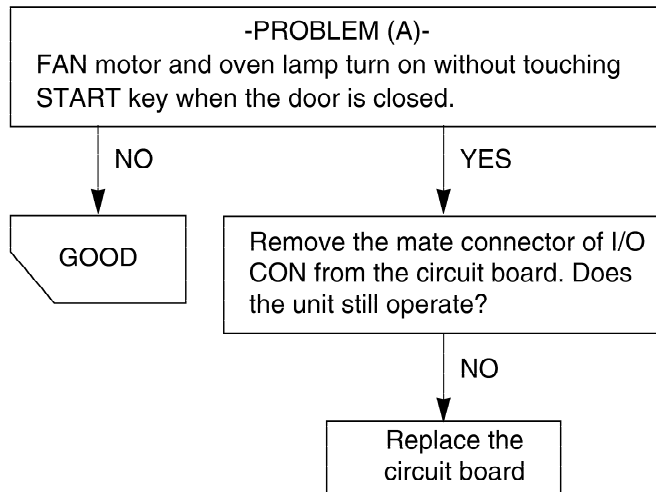 -PROBLEM (A)-
FAN motor and oven lamp turn on without touching
START key when the door is closed.
NO
YES
GOOD
Remove the mate connector of I/O
CON from the circuit board. Does
the unit still operate?
NO
Replace the
circuit board